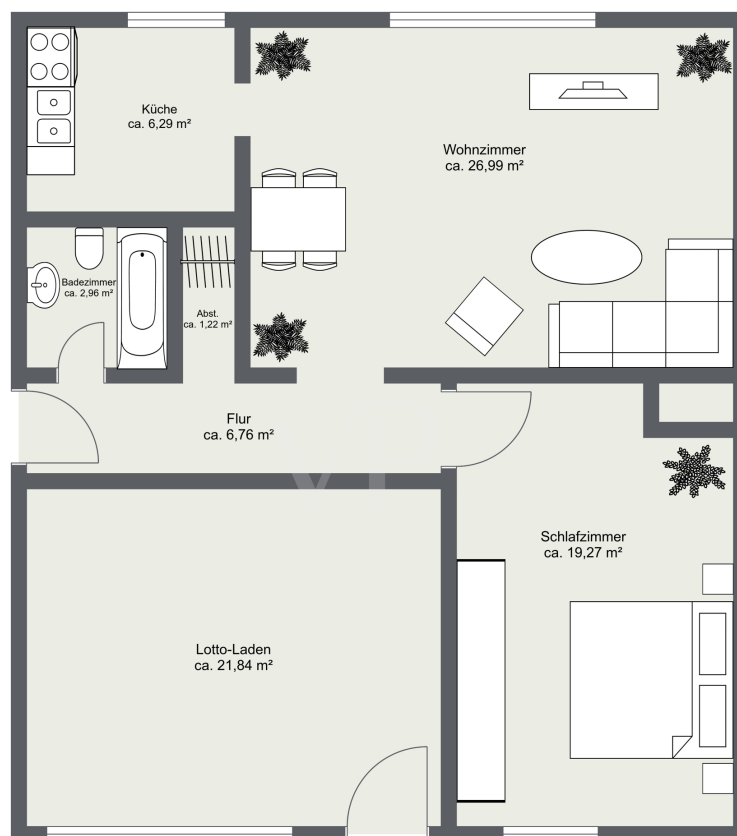 Küche
ca. 6,29 m²
Wohnzimmer
ca. 26,99 m²
Badezimmer
ca. 2,96 m²
Abst.
ca. 1,22 m²
Flur
ca. 6,76 m²
Schlafzimmer
ca. 19,27 m²
Lotto-Laden
ca. 21,84 m²